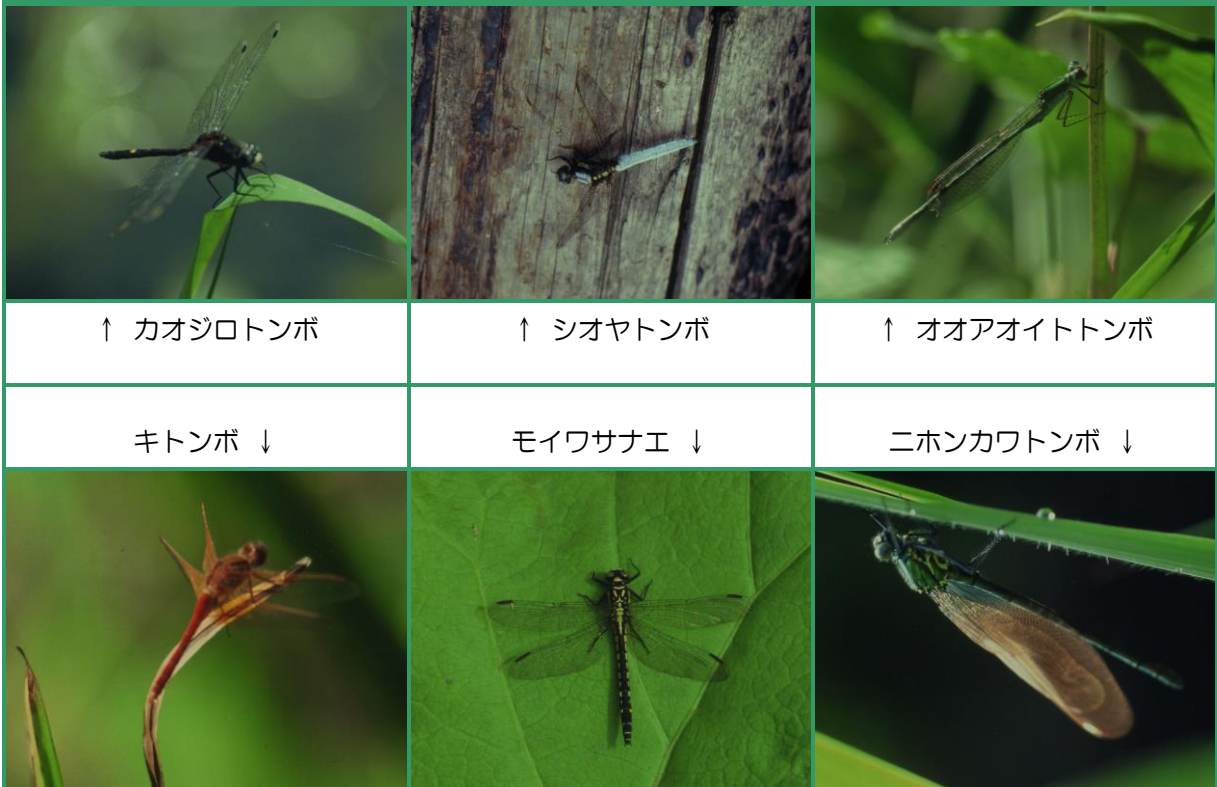 ↑ カオジロトンボ
↑ シオヤトンボ
↑ オオアオイトトンボ
キトンボ ↓
モイワサナエ ↓
ニホンカワトンボ ↓